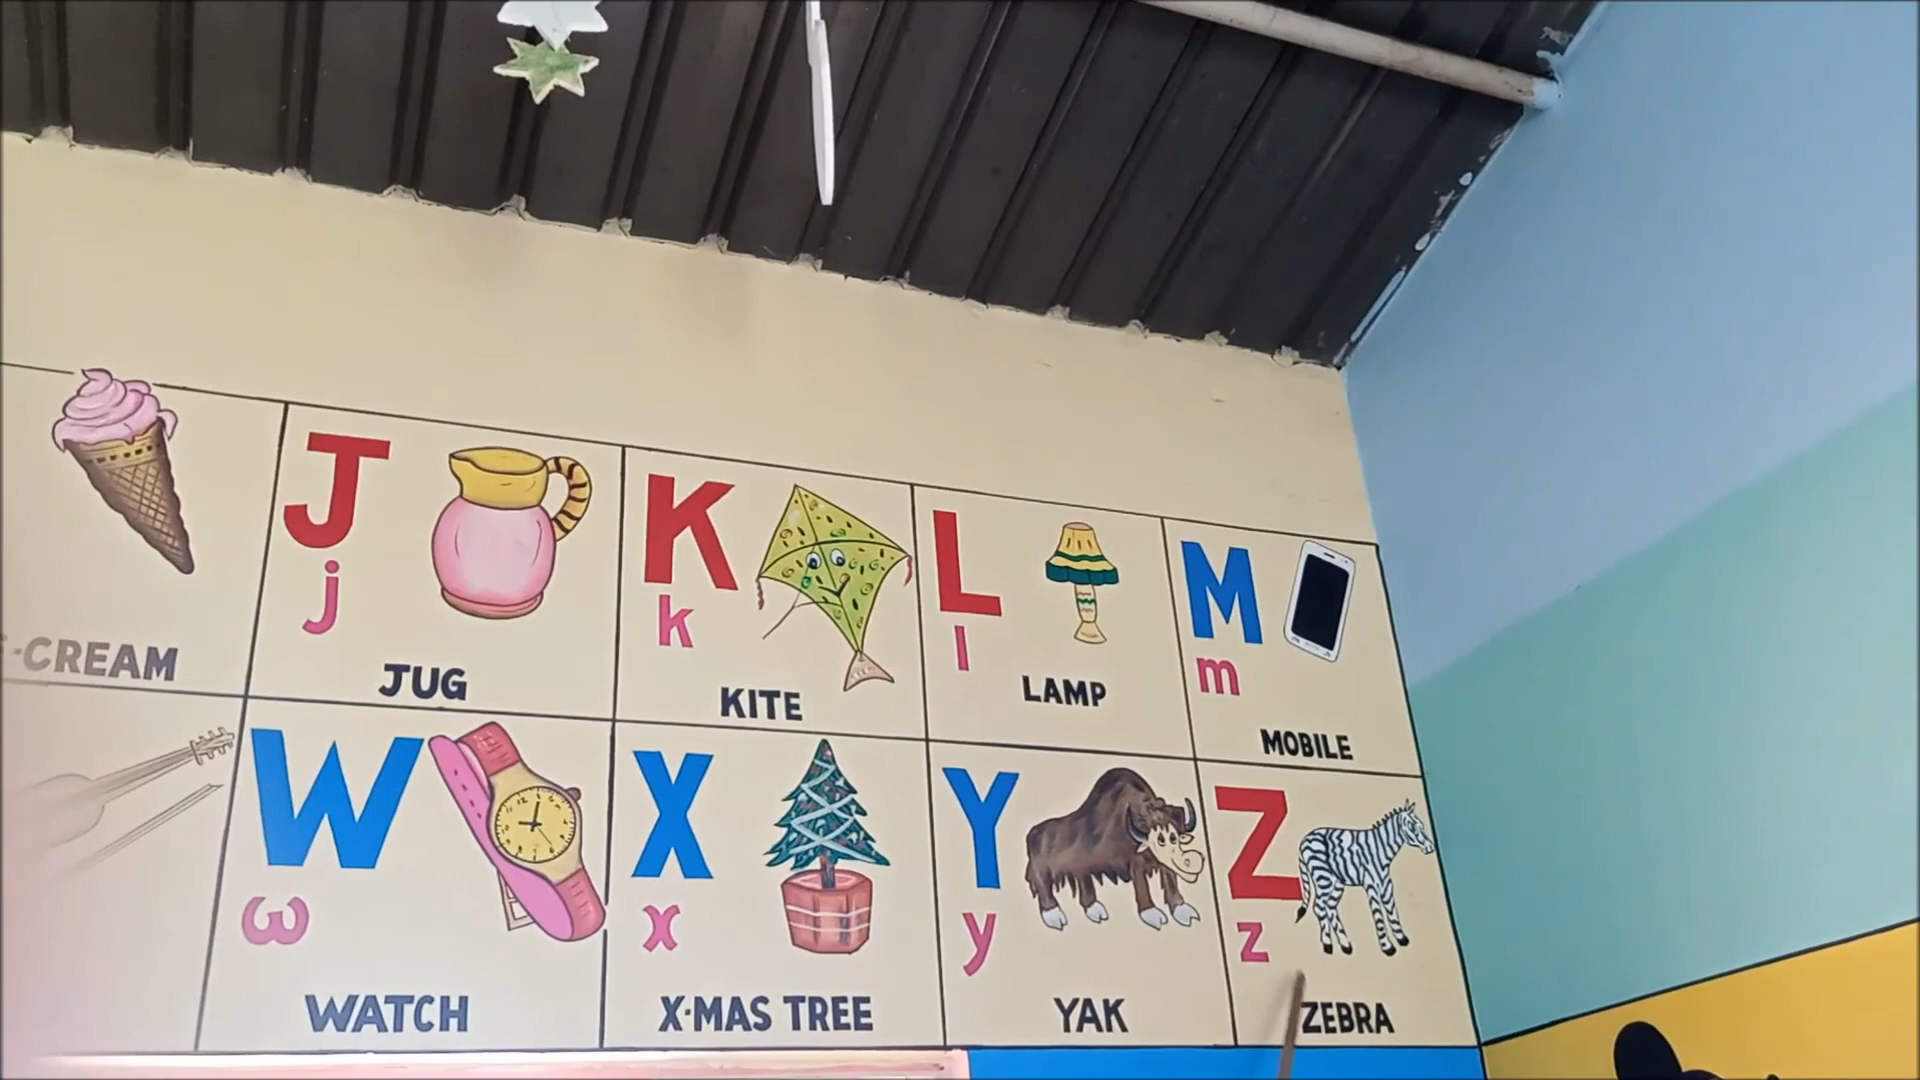 -CREAM
J
j
JUG
K
k
KITE
L
l
LAMP
M
m
MOBILE
W
ω
WATCH
X
x
X-MAS TREE
Y
y
YAK
Z
z
ZEBRA